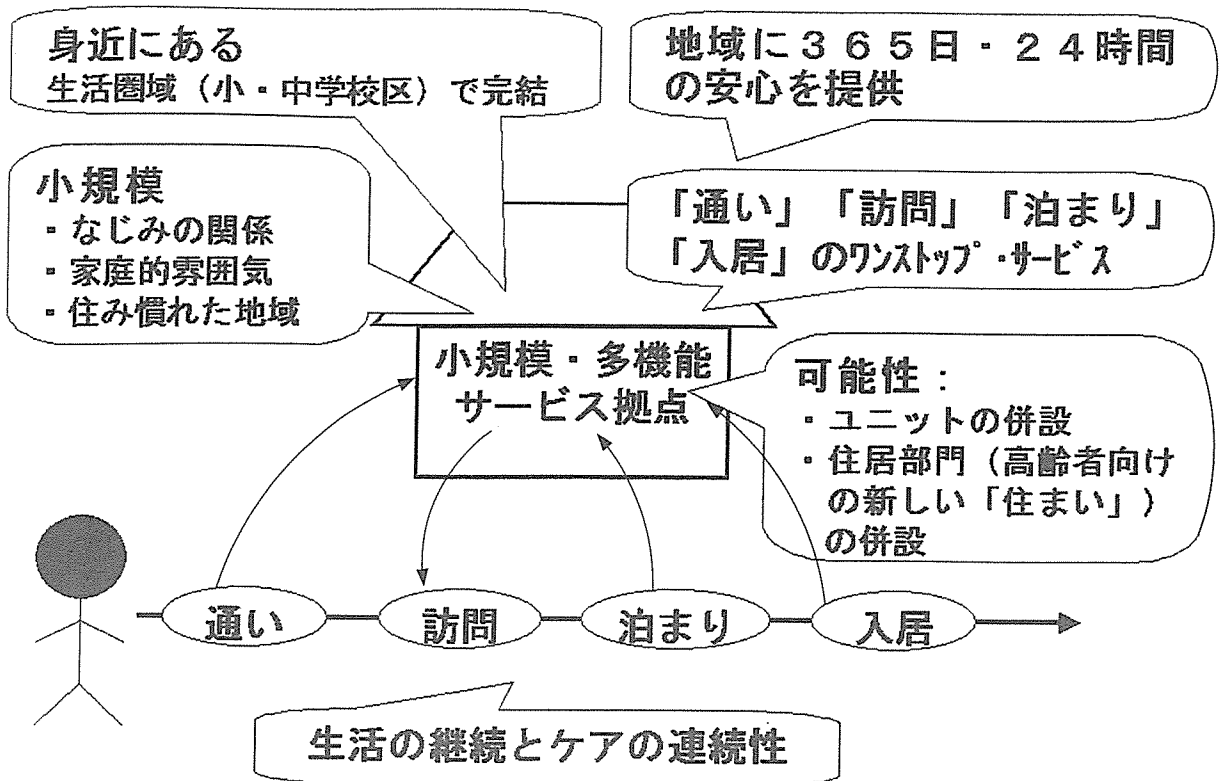 身近にある
生活圏域（小・中学校区）で完結
地域に３６５日・２４時間
の安心を提供
小規模
・なじみの関係
・家庭的雰囲気
・住み慣れた地域
「通い」「訪問」「泊まり」
「入居」のﾜﾝｽﾄｯﾌﾟ・ｻｰﾋﾞｽ
小規模・多機能
サービス拠点
可能性：
・ユニットの併設
・住居部門（高齢者向け
の新しい「住まい」）
の併設
通い
訪問
泊まり
入居
生活の継続とケアの連続性